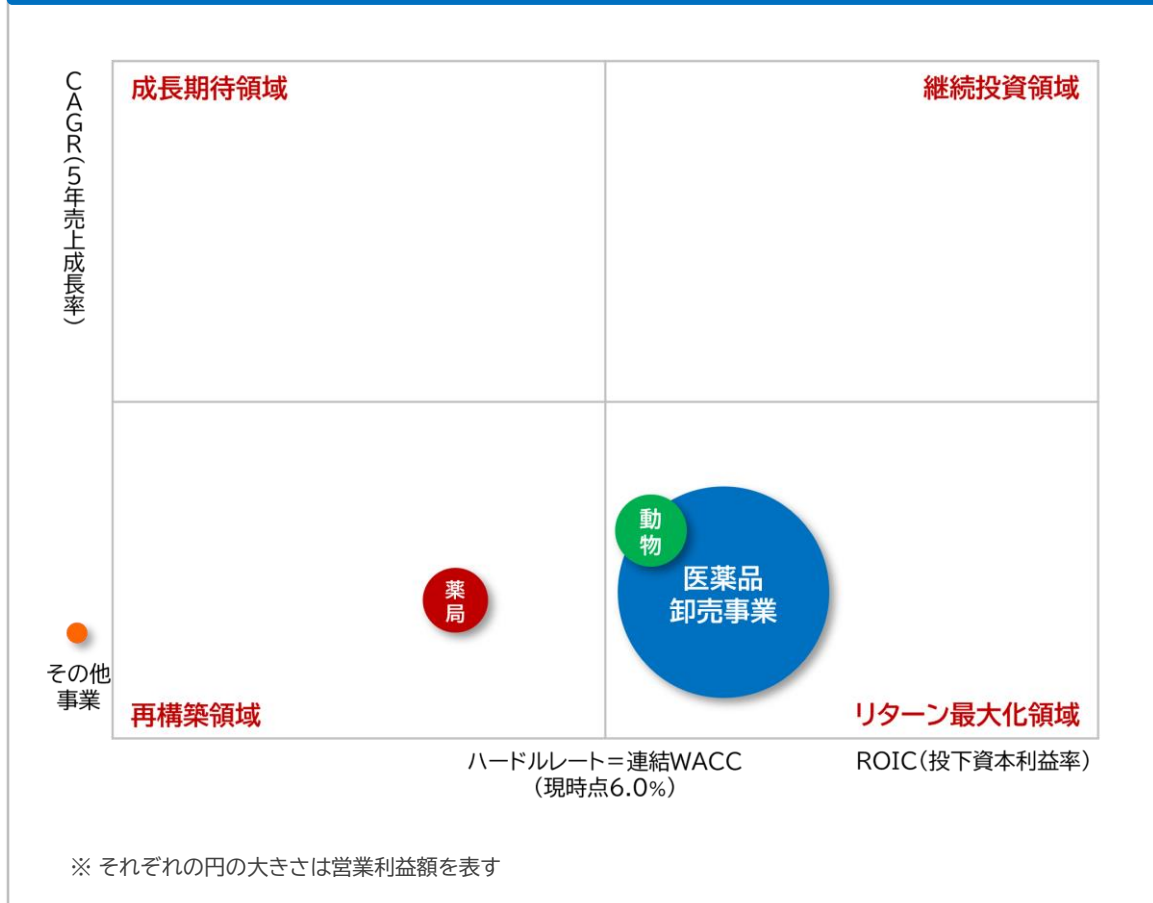 CAGR(5年売上成長率)
成長期待領域
継続投資領域
動物
医薬品
卸売事業
薬局
その他
事業
再構築領域
リターン最大化領域
ハードルレート=連結WACC
(現時点6.0%)
ROIC(投下資本利益率)
※ それぞれの円の大きさは営業利益額を表す